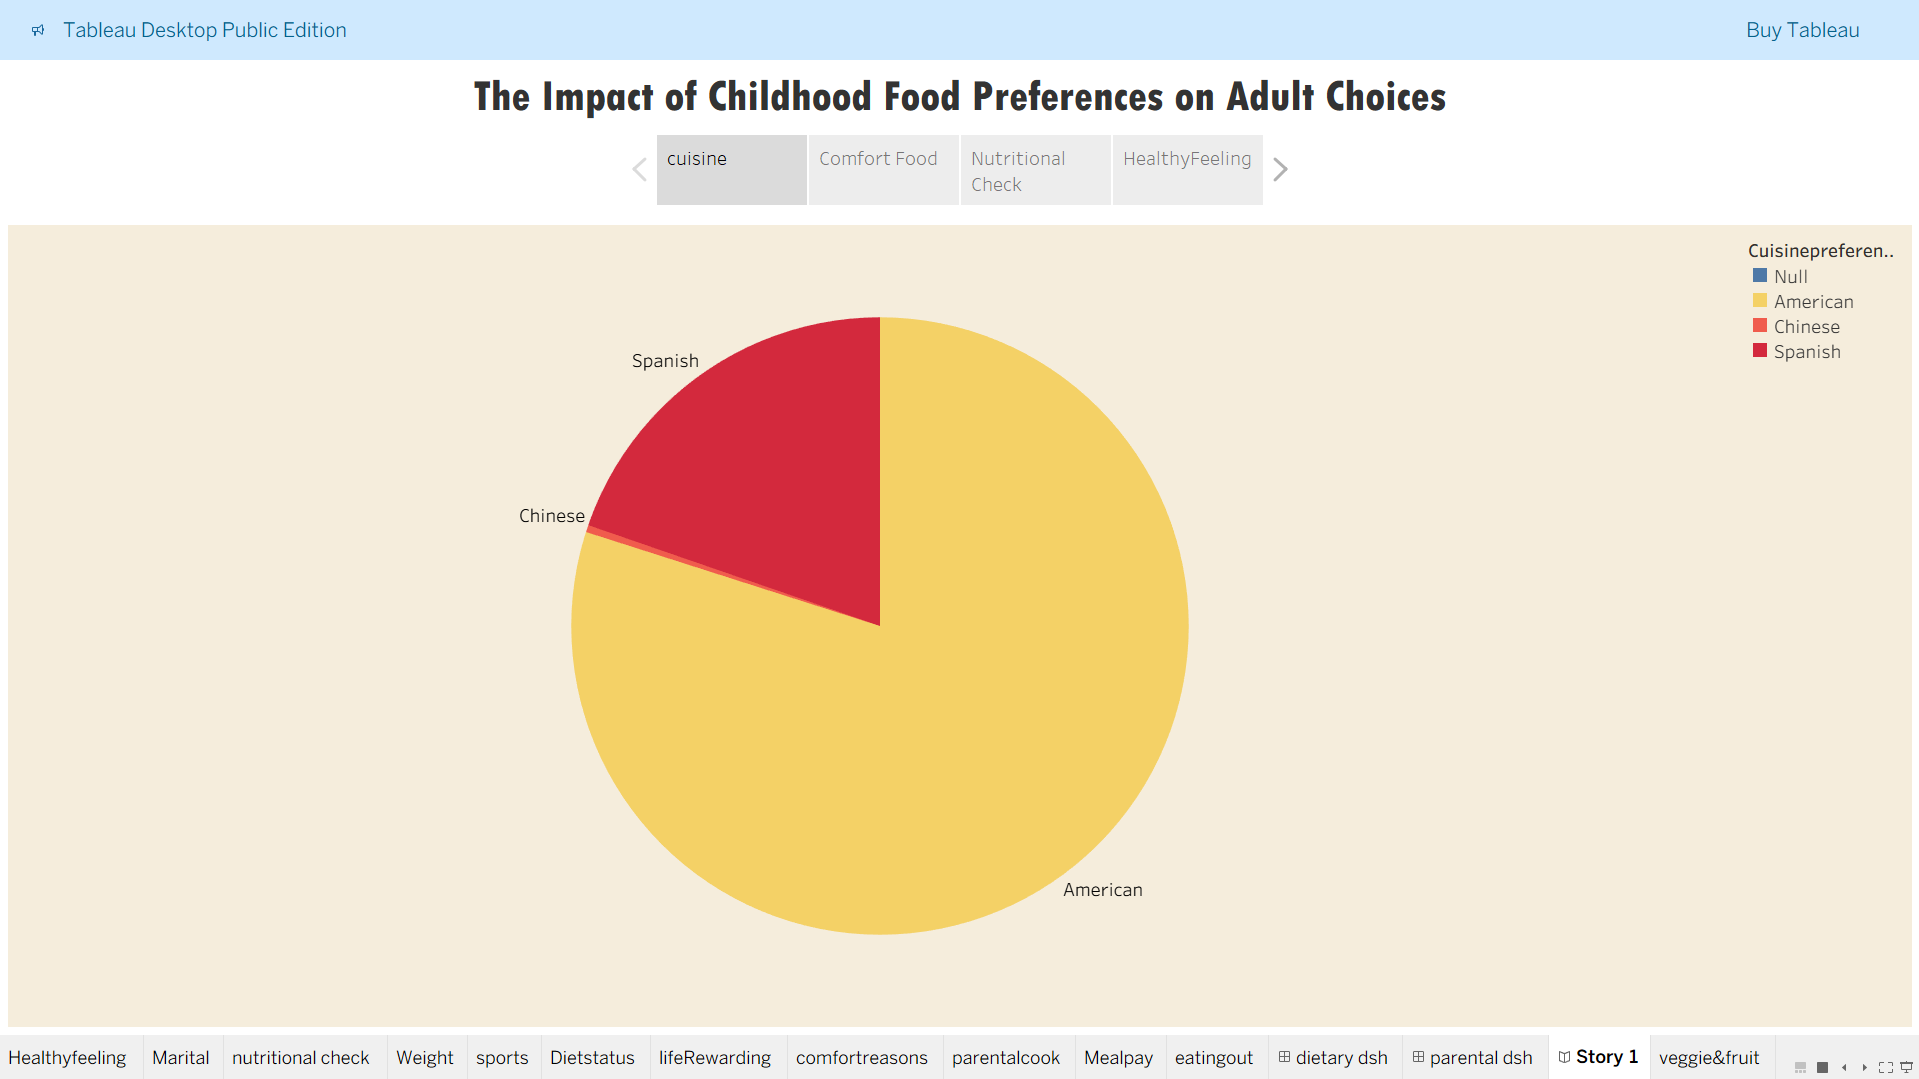 Tableau Desktop Public Edition
Buy Tableau
The Impact of Childhood Food Preferences on Adult Choices
cuisine
Comfort Food
Nutritional
Check
HealthyFeeling
Cuisinepreferen..
Null
American
Chinese
Spanish
Spanish
Chinese
American
Healthyfeeling
Marital
nutritional check
Weight
sports
Dietstatus
lifeRewarding
comfortreasons
parentalcook
Mealpay
eatingout
dietary dsh
parental dsh
Story 1
veggie&fruit